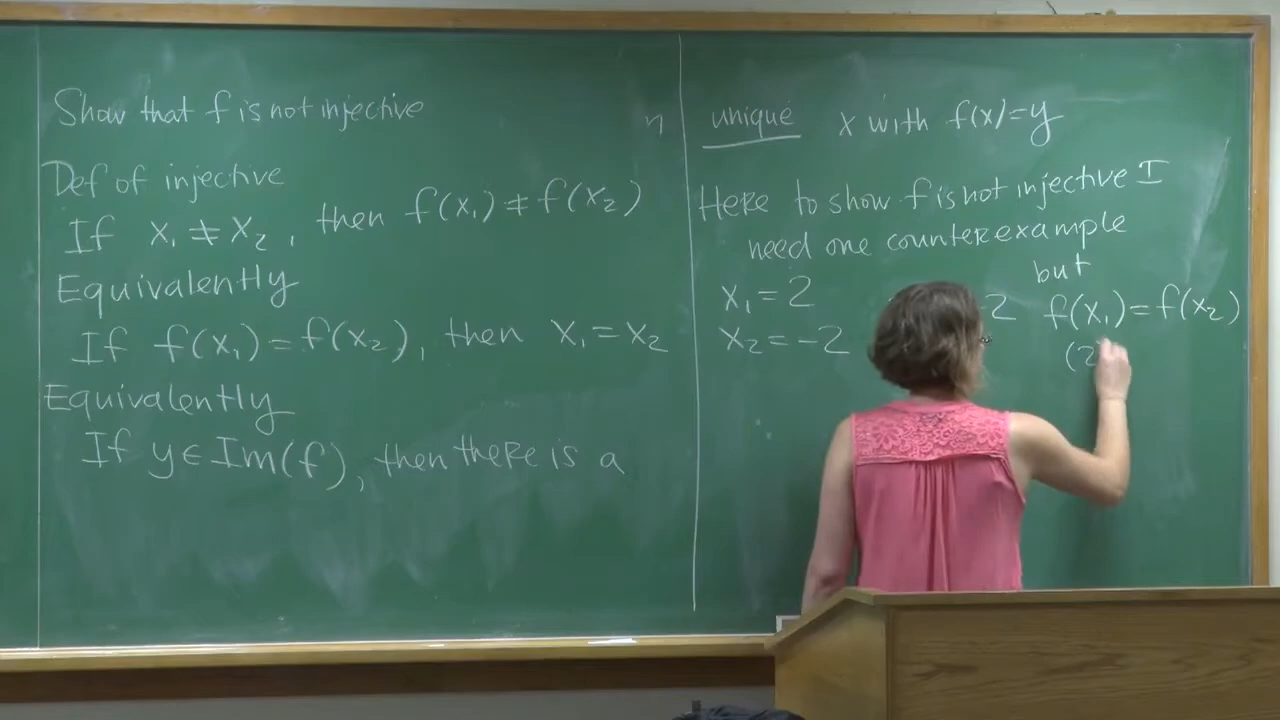 Show that f is not injective
Def of injective
If x₁ ≠ x₂, then f(x₁) ≠ f(x₂)
Equivalently
If f(x₁) = f(x₂), then x₁ = x₂
Equivalently
If y ∈ Im(f), then there is a
unique x with f(x) = y
Here to show f is not injective I
need one counterexample
but
x₁ = 2 2 f(x₁) = f(x₂)
x₂ = -2 (2